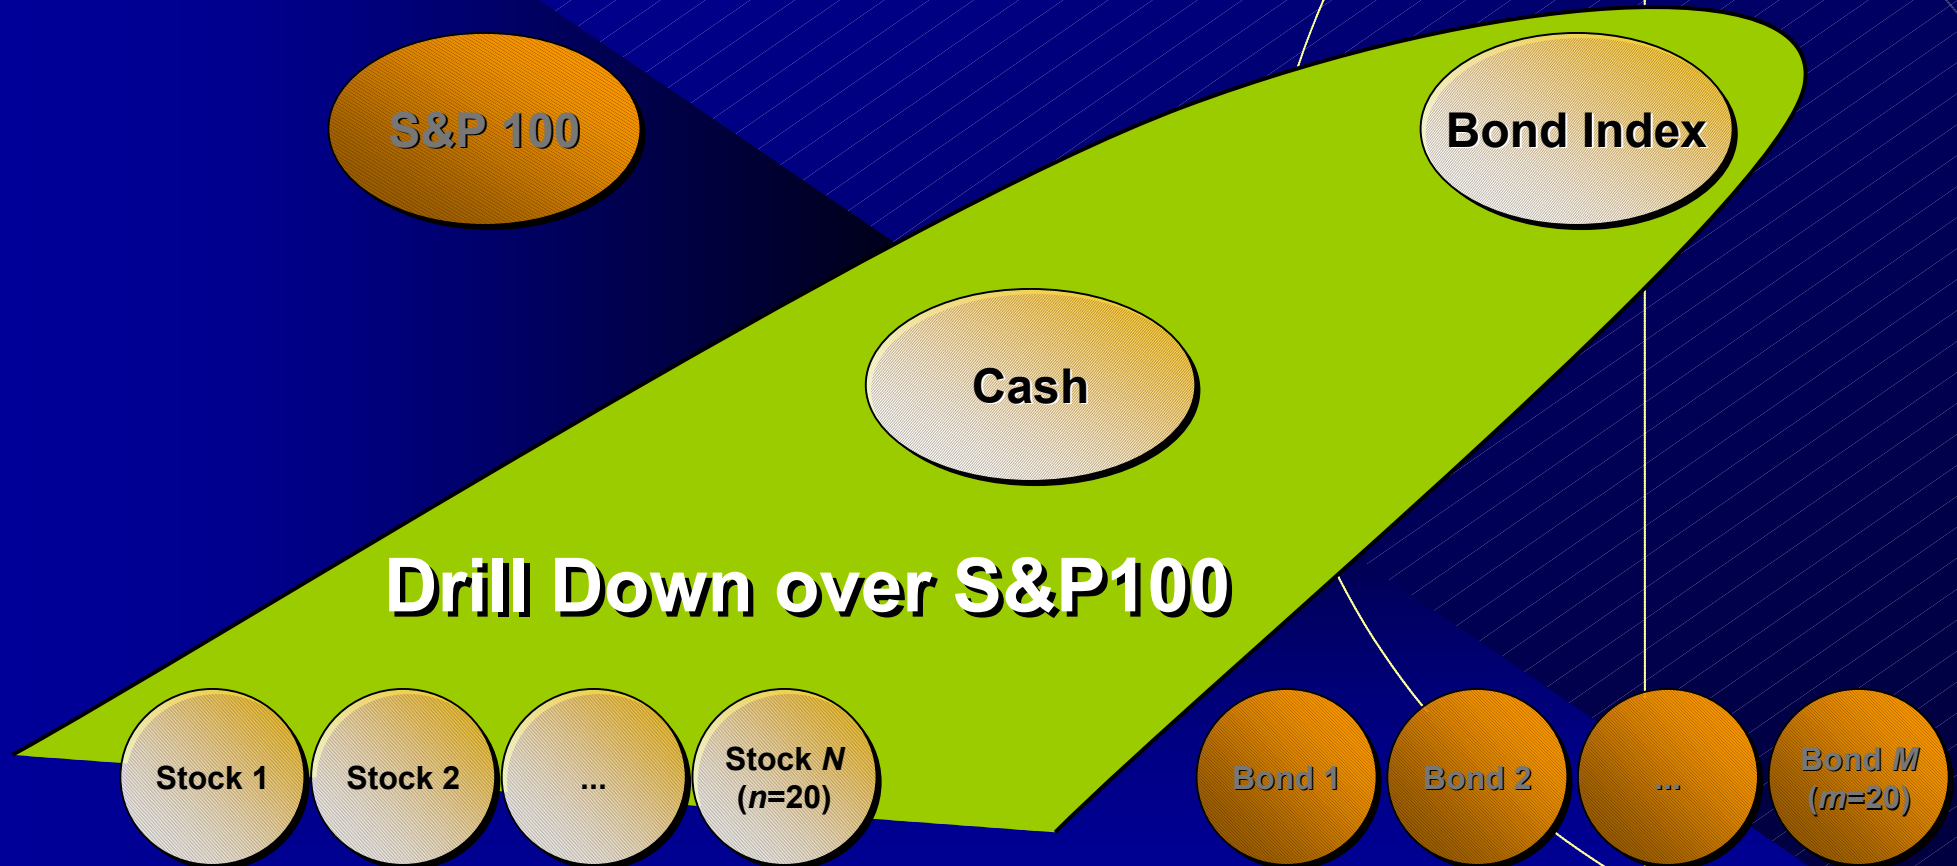 S&P 100
Bond Index
Cash
Drill Down over S&P100
Stock 1
Stock 2
...
Stock N
(n=20)
Bond 1
Bond 2
...
Bond M
(m=20)